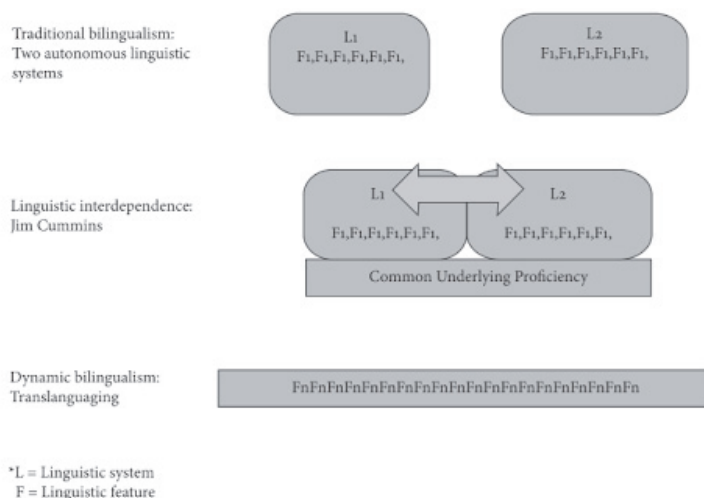 Traditional bilingualism:
Two autonomous linguistic
systems
L1
F1,F1,F1,F1,F1,F1,
L2
F1,F1,F1,F1,F1,F1,
Linguistic interdependence:
Jim Cummins
L1
L2
F1,F1,F1,F1,F1,F1,
F1,F1,F1,F1,F1,F1,
Common Underlying Proficiency
Dynamic bilingualism:
Translanguaging
FnFnFnFnFnFnFnFnFnFnFnFnFnFnFnFnFnFnFnFn
*L = Linguistic system
F = Linguistic feature